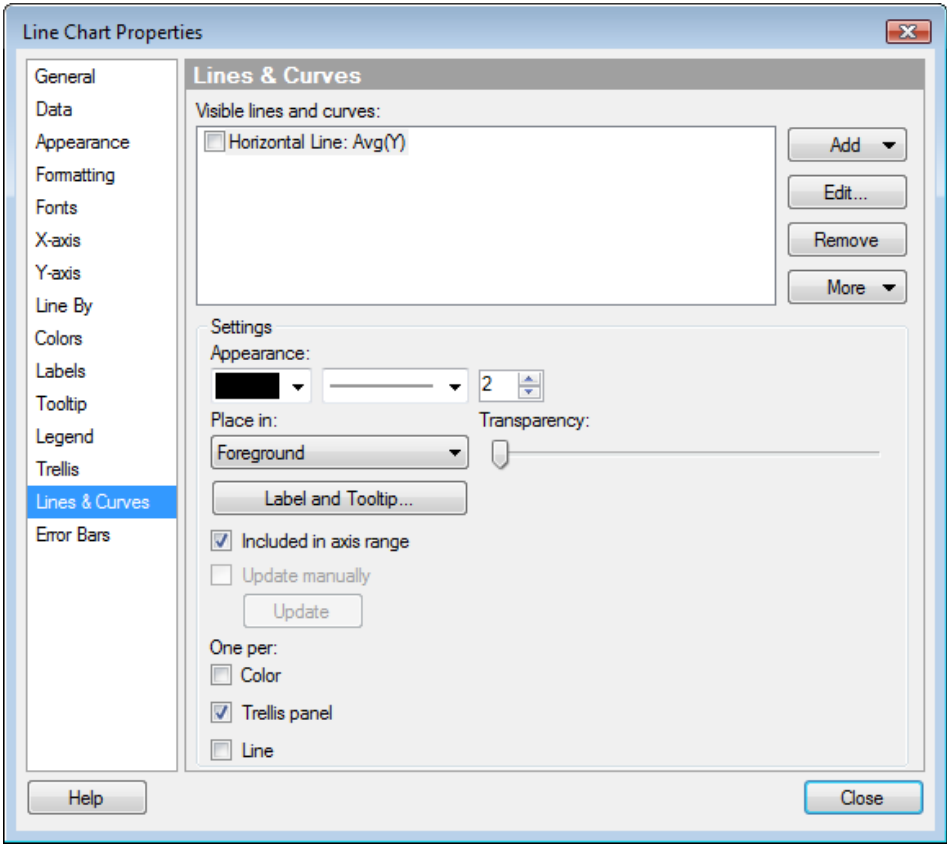 Line Chart Properties
General
Data
Appearance
Formatting
Fonts
X-axis
Y-axis
Line By
Colors
Labels
Tooltip
Legend
Trellis
Lines & Curves
Error Bars
Lines & Curves
Visible lines and curves:
Horizontal Line: Avg(Y)
Add
Edit...
Remove
More
Settings
Appearance:
2
Place in:
Transparency:
Foreground
Label and Tooltip...
Included in axis range
Update manually
Update
One per:
Color
Trellis panel
Line
Help
Close